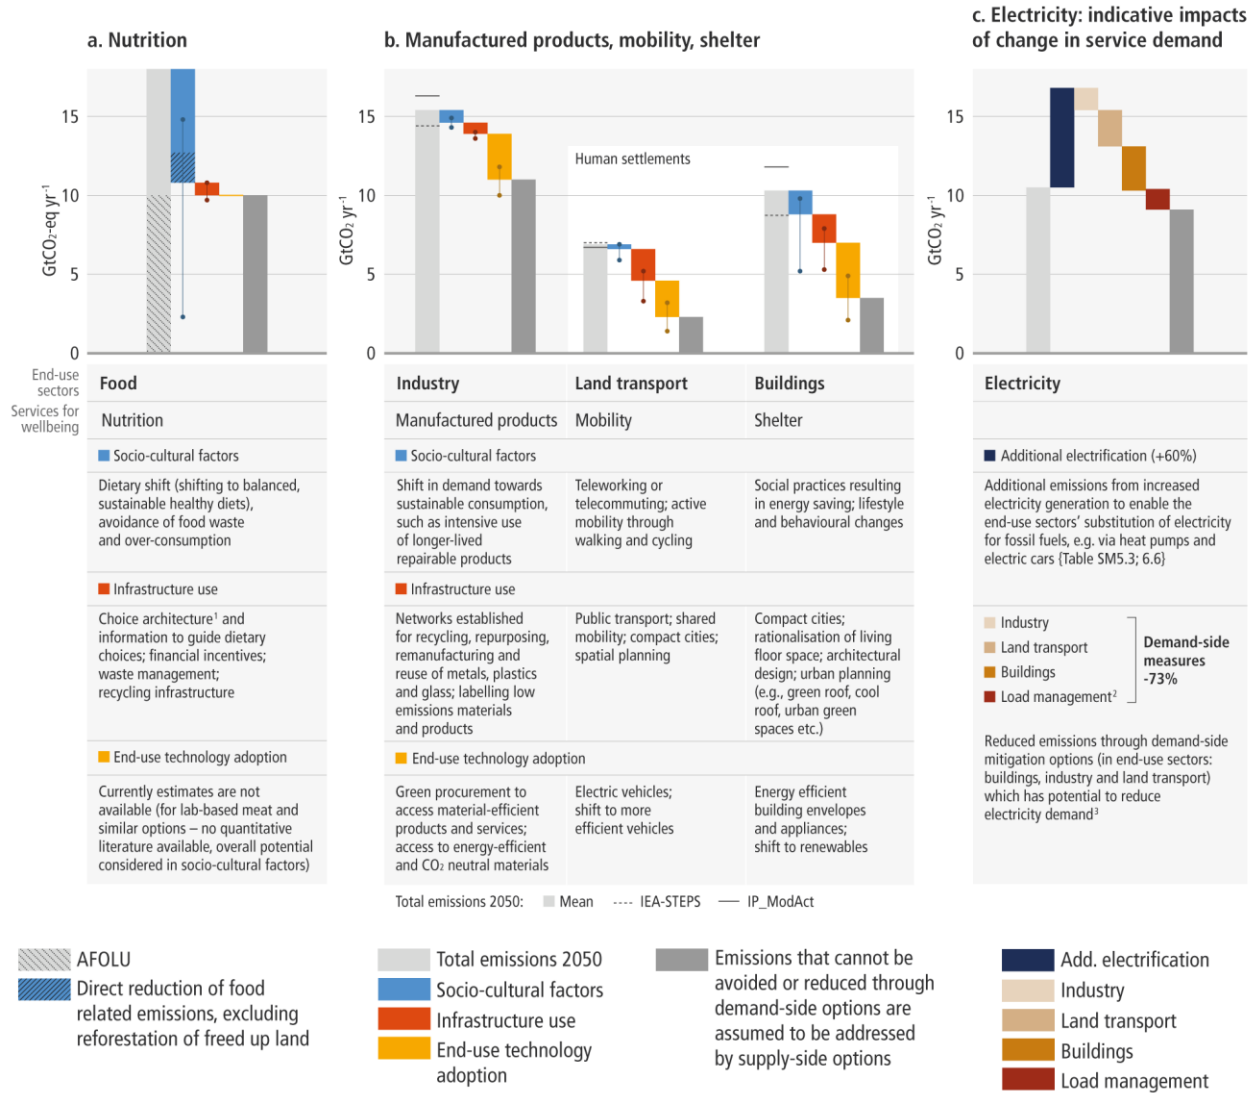 a. Nutrition
b. Manufactured products, mobility, shelter
c. Electricity: indicative impacts
of change in service demand
GtCO₂-eq yr⁻¹
15
10
5
0
GtCO₂ yr⁻¹
15
10
5
0
Human settlements
GtCO₂ yr⁻¹
15
10
5
0
End-use
sectors
Services for
wellbeing
Food
Nutrition
Socio-cultural factors
Dietary shift (shifting to balanced,
sustainable healthy diets),
avoidance of food waste
and over-consumption
Infrastructure use
Choice architecture¹ and
information to guide dietary
choices; financial incentives;
waste management;
recycling infrastructure
End-use technology adoption
Currently estimates are not
available (for lab-based meat and
similar options – no quantitative
literature available, overall potential
considered in socio-cultural factors)
Industry
Land transport
Buildings
Manufactured products
Mobility
Shelter
Socio-cultural factors
Shift in demand towards
sustainable consumption,
such as intensive use
of longer-lived
repairable products
Teleworking or
telecommuting; active
mobility through
walking and cycling
Social practices resulting
in energy saving; lifestyle
and behavioural changes
Infrastructure use
Networks established
for recycling, repurposing,
remanufacturing and
reuse of metals, plastics
and glass; labelling low
emissions materials
and products
Public transport; shared
mobility; compact cities;
spatial planning
Compact cities;
rationalisation of living
floor space; architectural
design; urban planning
(e.g., green roof, cool
roof, urban green
spaces etc.)
End-use technology adoption
Green procurement to
access material-efficient
products and services;
access to energy-efficient
and CO₂ neutral materials
Electric vehicles;
shift to more
efficient vehicles
Energy efficient
building envelopes
and appliances;
shift to renewables
Total emissions 2050: Mean IEA-STEPS IP_ModAct
Electricity
Additional electrification (+60%)
Additional emissions from increased
electricity generation to enable the
end-use sectors' substitution of electricity
for fossil fuels, e.g. via heat pumps and
electric cars {Table SM5.3; 6.6}
Industry
Land transport
Buildings
Load management²
Demand-side
measures
-73%
Reduced emissions through demand-side
mitigation options (in end-use sectors:
buildings, industry and land transport)
which has potential to reduce
electricity demand³
AFOLU
Direct reduction of food
related emissions, excluding
reforestation of freed up land
Total emissions 2050
Socio-cultural factors
Infrastructure use
End-use technology
adoption
Emissions that cannot be
avoided or reduced through
demand-side options are
assumed to be addressed
by supply-side options
Add. electrification
Industry
Land transport
Buildings
Load management